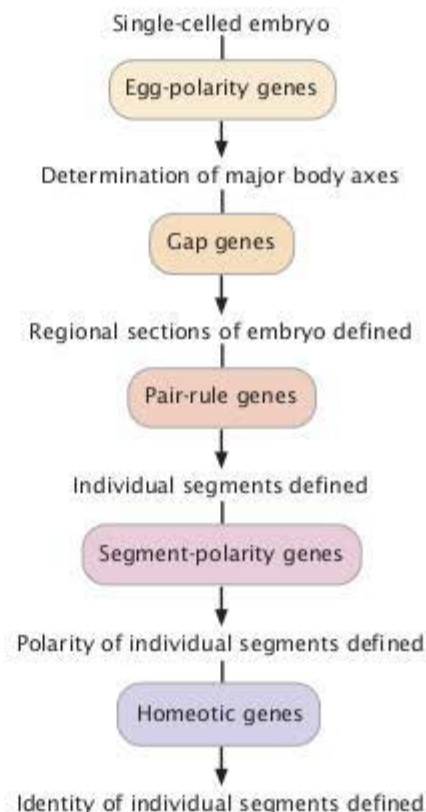 Single-celled embryo
Egg-polarity genes
Determination of major body axes
Gap genes
Regional sections of embryo defined
Pair-rule genes
Individual segments defined
Segment-polarity genes
Polarity of individual segments defined
Homeotic genes
Identity of individual segments defined